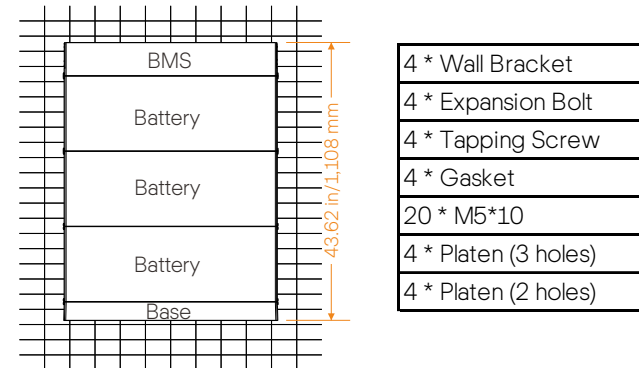 BMS
Battery
Battery
Battery
Base
43.62 in/1,108 mm
4 * Wall Bracket
4 * Expansion Bolt
4 * Tapping Screw
4 * Gasket
20 * M5*10
4 * Platen (3 holes)
4 * Platen (2 holes)